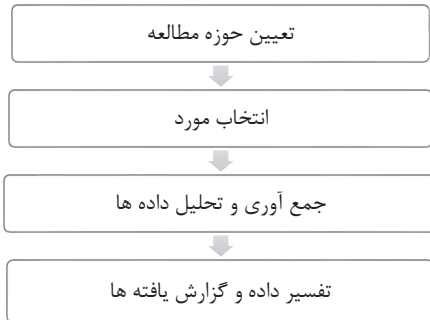 تعیین حوزه مطالعه
انتخاب مورد
جمع آوری و تحلیل داده ها
تفسیر داده و گزارش یافته ها